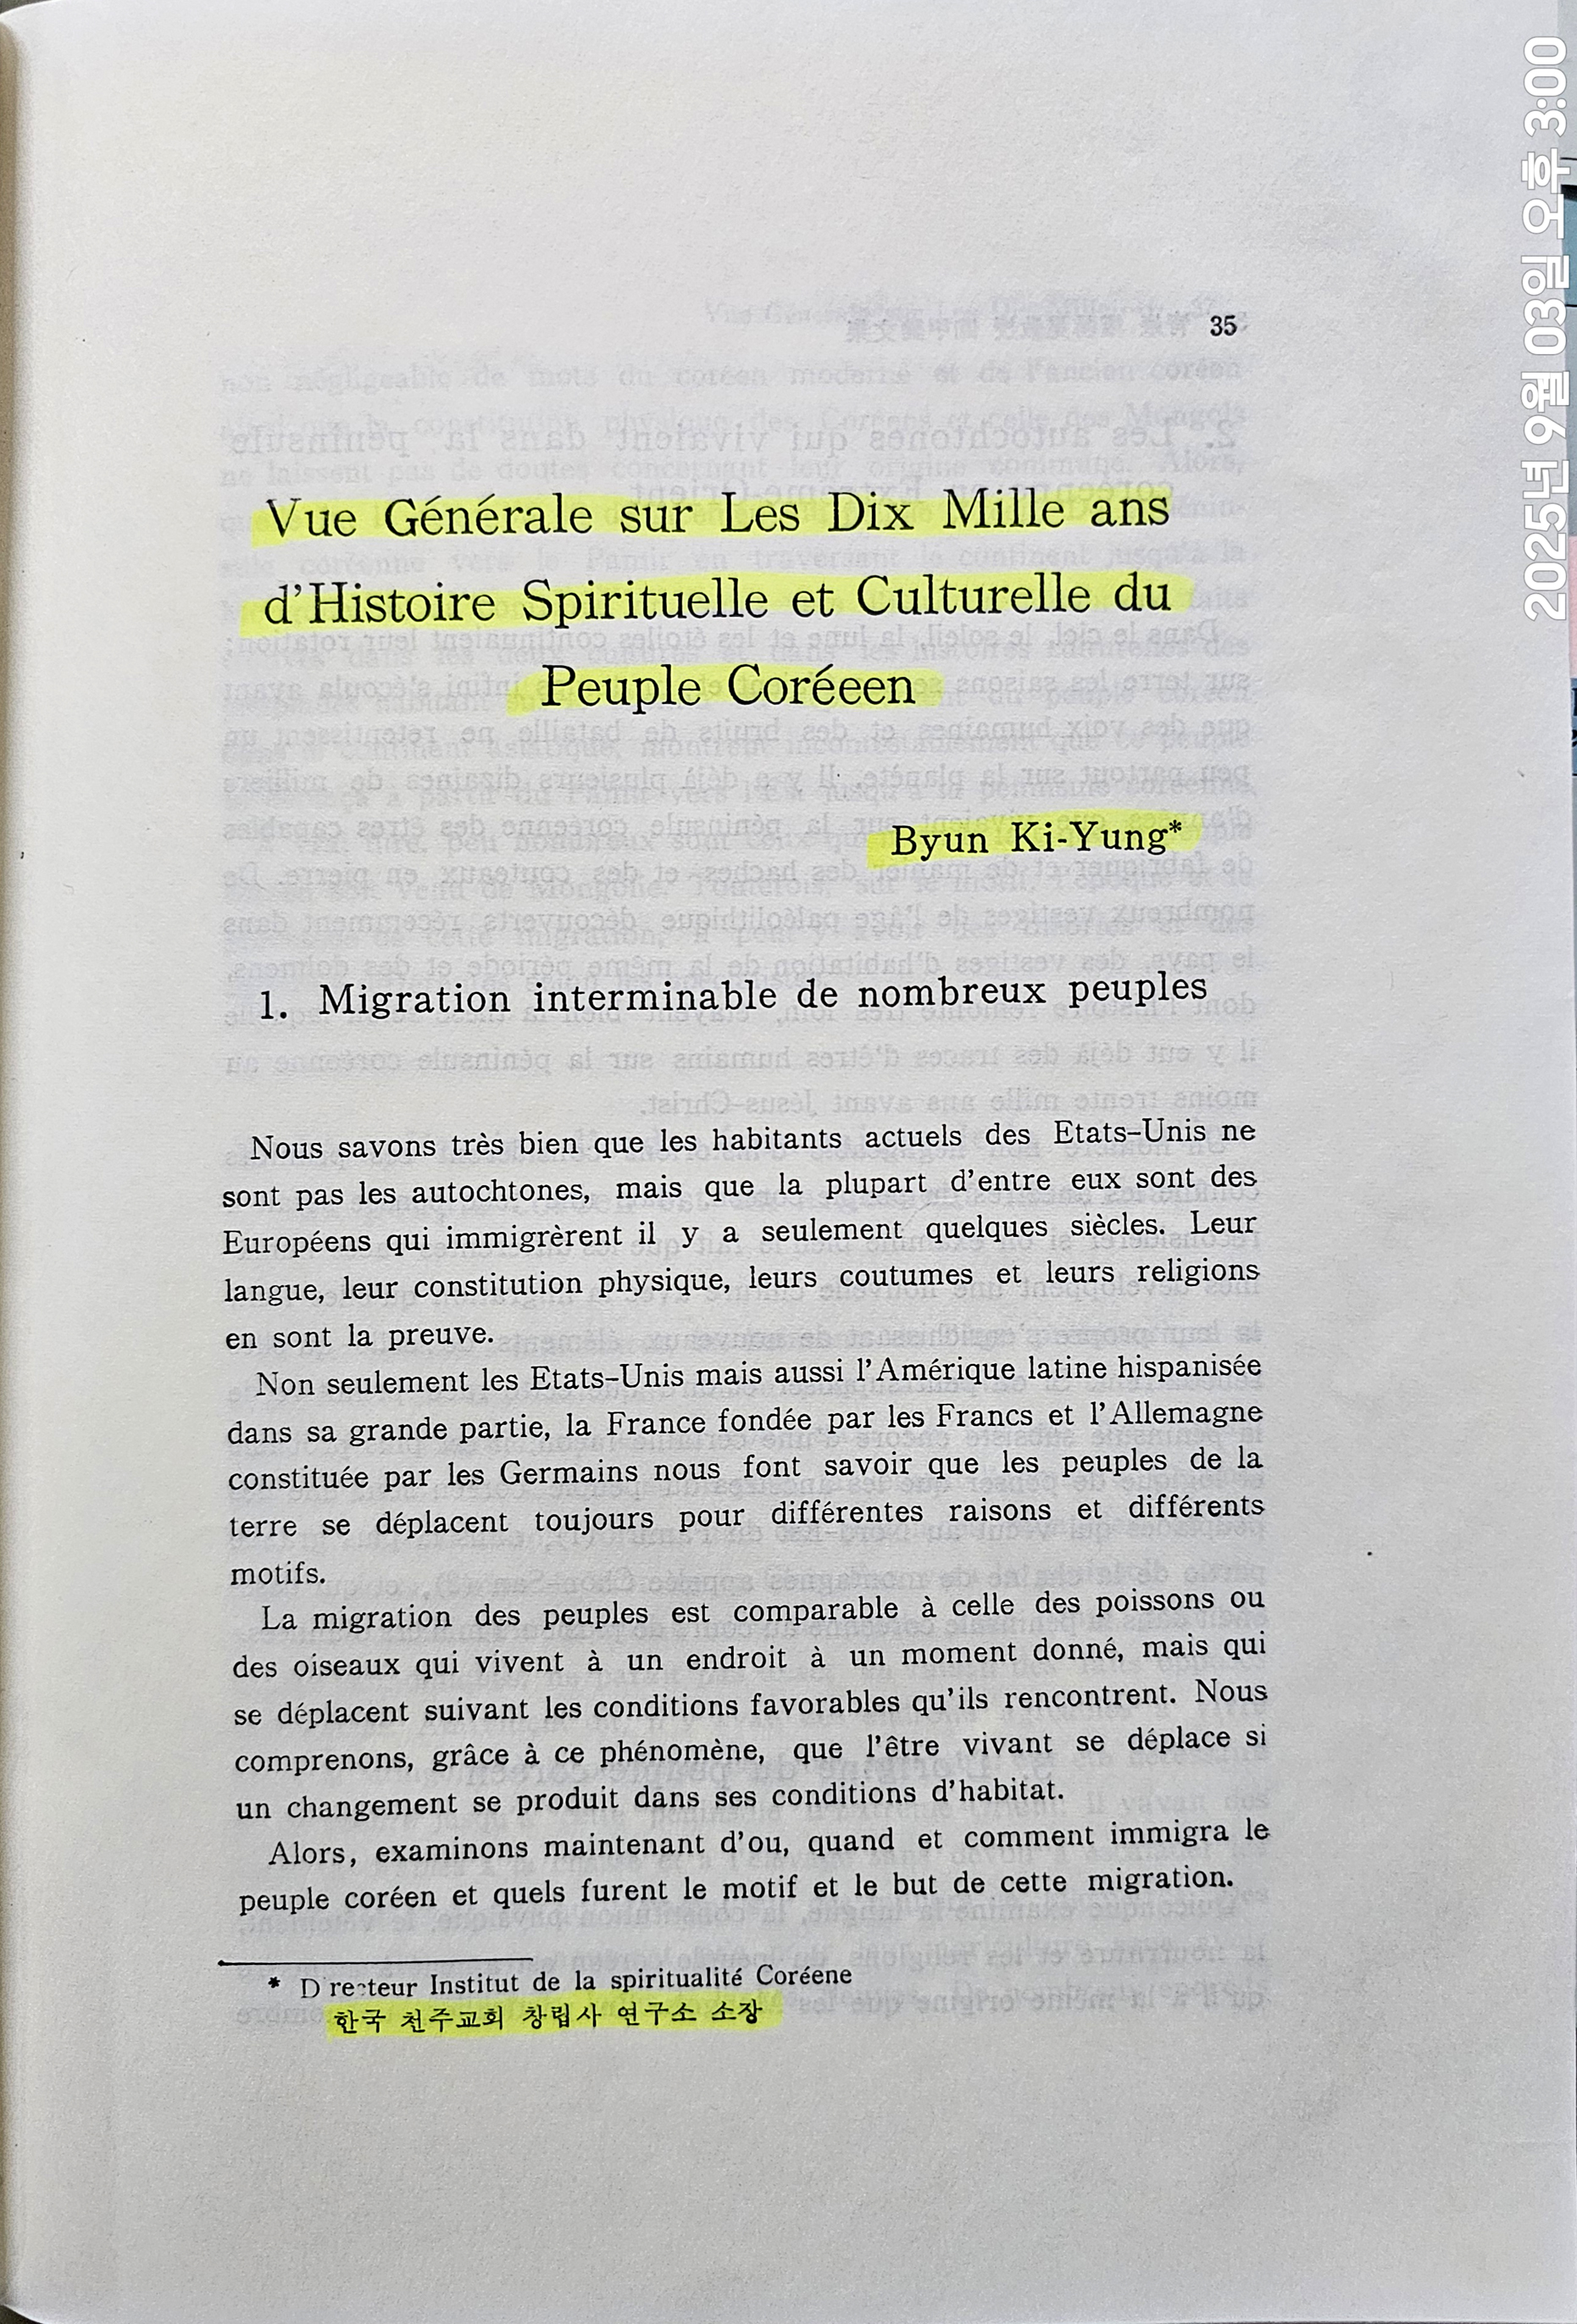 35
Vue Générale sur Les Dix Mille ans
d'Histoire Spirituelle et Culturelle du
Peuple Coréeen
Byun Ki-Yung*
1. Migration interminable de nombreux peuples
Nous savons très bien que les habitants actuels des Etats-Unis ne
sont pas les autochtones, mais que la plupart d'entre eux sont des
Européens qui immigrèrent il y a seulement quelques siècles. Leur
langue, leur constitution physique, leurs coutumes et leurs religions
en sont la preuve.
Non seulement les Etats-Unis mais aussi l'Amérique latine hispanisée
dans sa grande partie, la France fondée par les Francs et l'Allemagne
constituée par les Germains nous font savoir que les peuples de la
terre se déplacent toujours pour différentes raisons et différents
motifs.
La migration des peuples est comparable à celle des poissons ou
des oiseaux qui vivent à un endroit à un moment donné, mais qui
se déplacent suivant les conditions favorables qu'ils rencontrent. Nous
comprenons, grâce à ce phénomène, que l'être vivant se déplace si
un changement se produit dans ses conditions d'habitat.
Alors, examinons maintenant d'ou, quand et comment immigra le
peuple coréen et quels furent le motif et le but de cette migration.
* Directeur Institut de la spiritualité Coréene
한국 천주교회 창립사 연구소 소장
2025년 9월 03일 오후 3:00